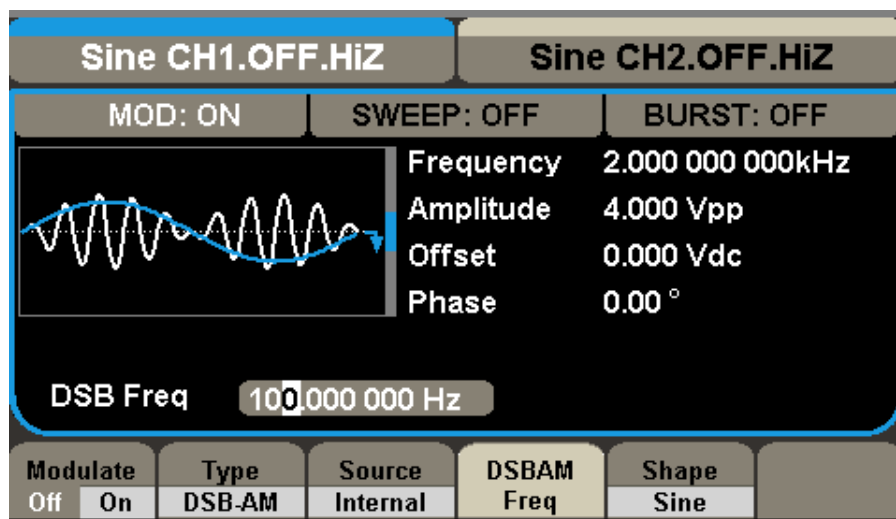 Sine CH1.OFF.HiZ Sine CH2.OFF.HiZ
MOD: ON SWEEP: OFF BURST: OFF
Frequency 2.000 000 000kHz
Amplitude 4.000 Vpp
Offset 0.000 Vdc
Phase 0.00 °
DSB Freq 100.000 000 Hz
Modulate Type Source DSBAM Shape
Off On DSB-AM Internal Freq Sine